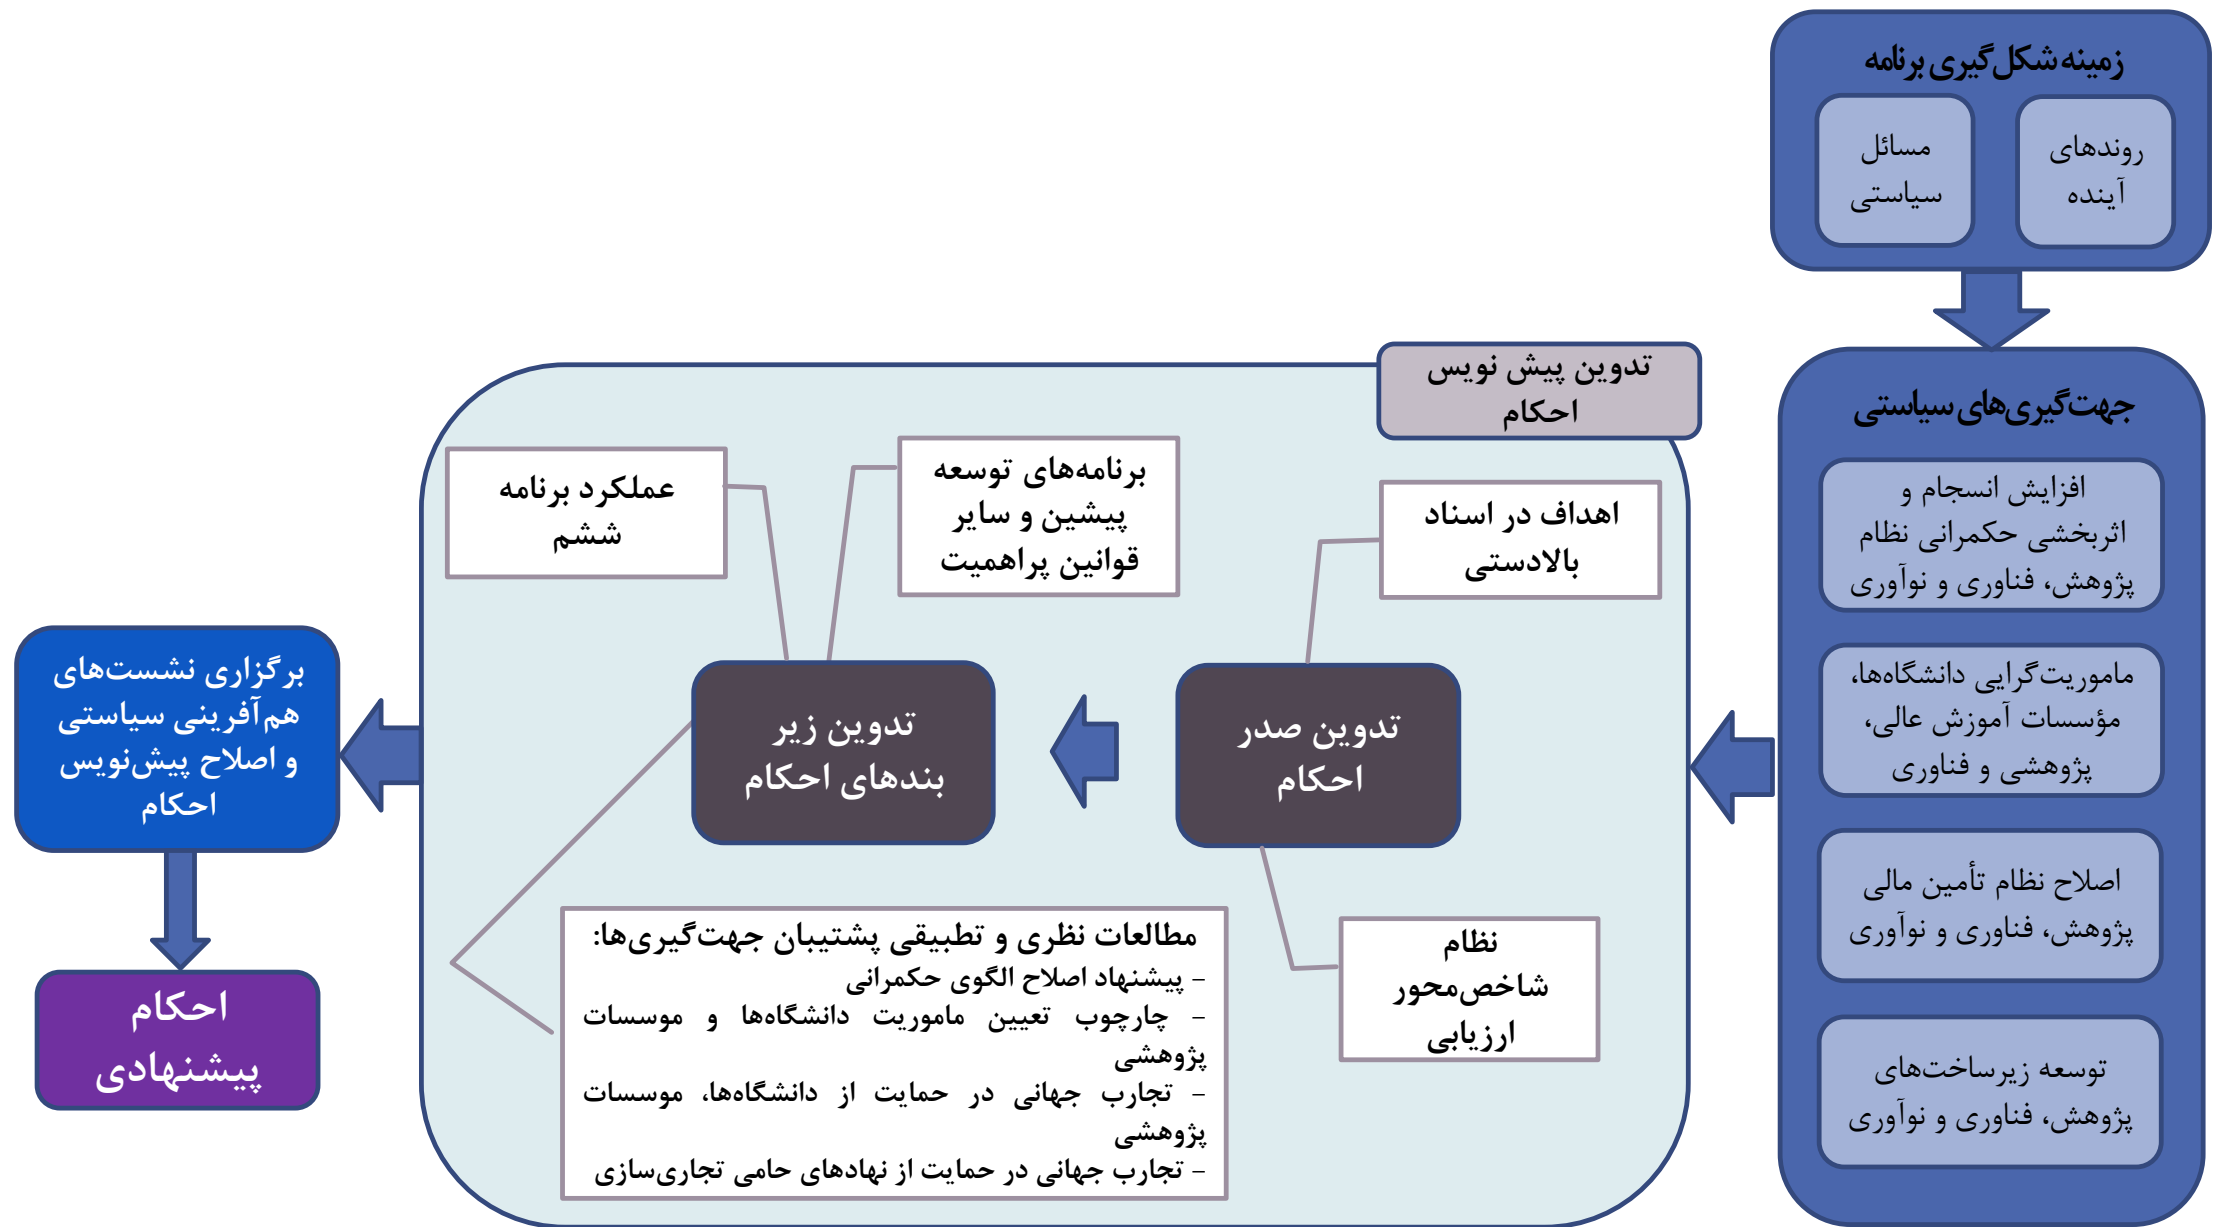 زمینه شکل‌گیری برنامه
روندهای
آینده
مسائل
سیاستی
جهت‌گیری‌های سیاستی
افزایش انسجام و
اثربخشی حکمرانی نظام
پژوهش، فناوری و نوآوری
ماموریت‌گرایی دانشگاه‌ها،
مؤسسات آموزش عالی،
پژوهشی و فناوری
اصلاح نظام تأمین مالی
پژوهش، فناوری و نوآوری
توسعه زیرساخت‌های
پژوهش، فناوری و نوآوری
تدوین پیش نویس
احکام
اهداف در اسناد
بالادستی
تدوین صدر
احکام
نظام
شاخص‌محور
ارزیابی
برنامه‌های توسعه
پیشین و سایر
قوانین پراهمیت
عملکرد برنامه
ششم
تدوین زیر
بندهای احکام
مطالعات نظری و تطبیقی پشتیبان جهت‌گیری‌ها:
- پیشنهاد اصلاح الگوی حکمرانی
- چارچوب تعیین ماموریت دانشگاه‌ها و موسسات
پژوهشی
- تجارب جهانی در حمایت از دانشگاه‌ها، موسسات
پژوهشی
- تجارب جهانی در حمایت از نهادهای حامی تجاری‌سازی
برگزاری نشست‌های
هم‌آفرینی سیاستی
و اصلاح پیش‌نویس
احکام
احکام
پیشنهادی